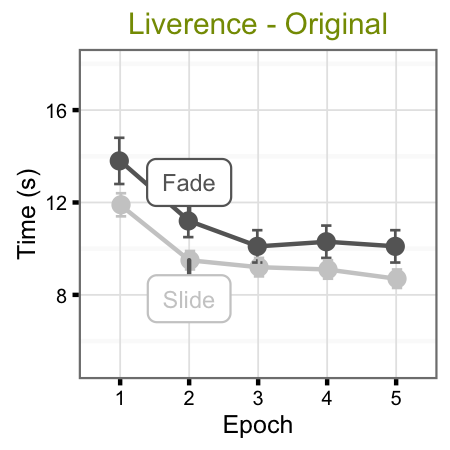 Liverence - Original
Time (s)
16
12
8
Fade
Slide
1 2 3 4 5
Epoch